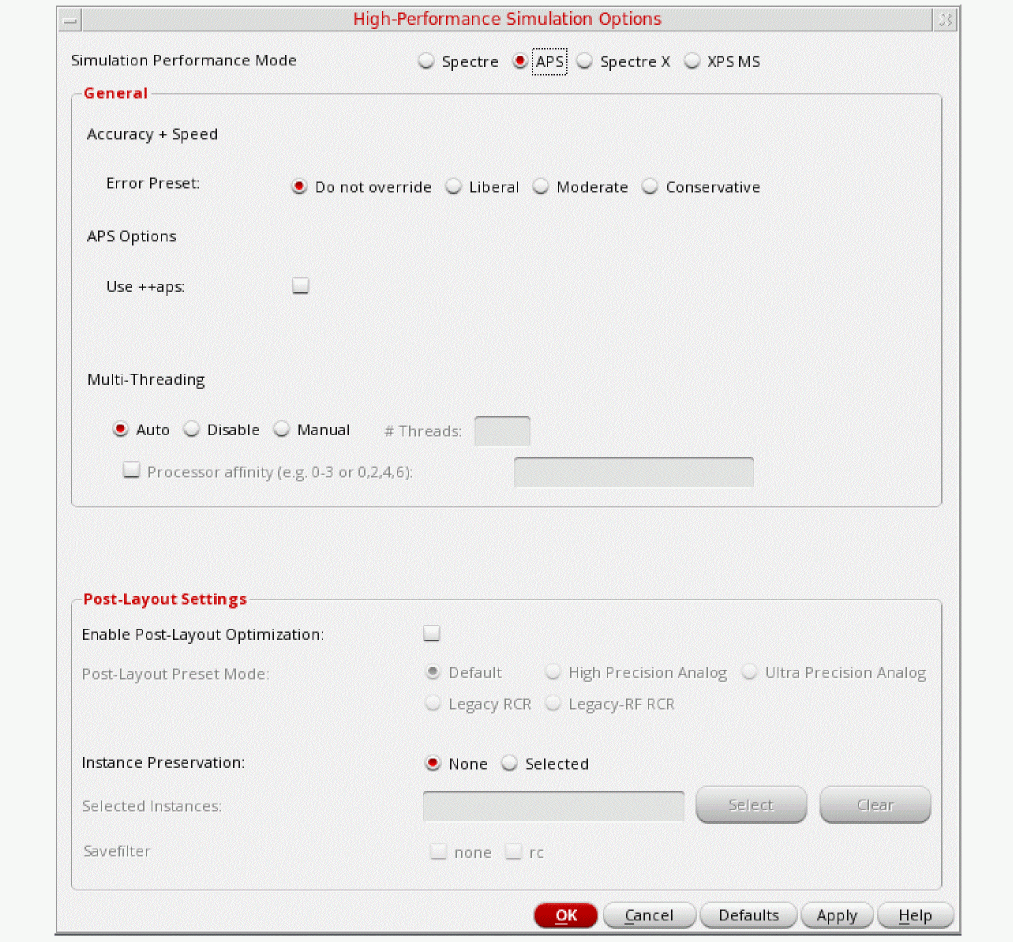 High-Performance Simulation Options
Simulation Performance Mode Spectre APS Spectre X XPS MS
General
Accuracy + Speed
Error Preset: Do not override Liberal Moderate Conservative
APS Options
Use ++aps:
Multi-Threading
Auto Disable Manual # Threads:
Processor affinity (e.g. 0-3 or 0,2,4,6):
Post-Layout Settings
Enable Post-Layout Optimization:
Post-Layout Preset Mode: Default High Precision Analog Ultra Precision Analog
Legacy RCR Legacy-RF RCR
Instance Preservation: None Selected
Selected Instances: Select Clear
Savefilter none rc
OK Cancel Defaults Apply Help